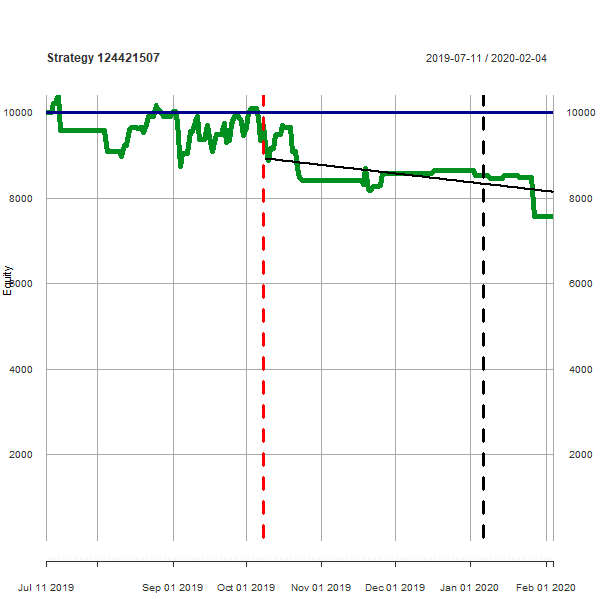 Strategy 124421507
2019-07-11 / 2020-02-04
10000
10000
8000
8000
Equity
6000
6000
4000
4000
2000
2000
Jul 11 2019
Sep 01 2019
Oct 01 2019
Nov 01 2019
Dec 01 2019
Jan 01 2020
Feb 01 2020